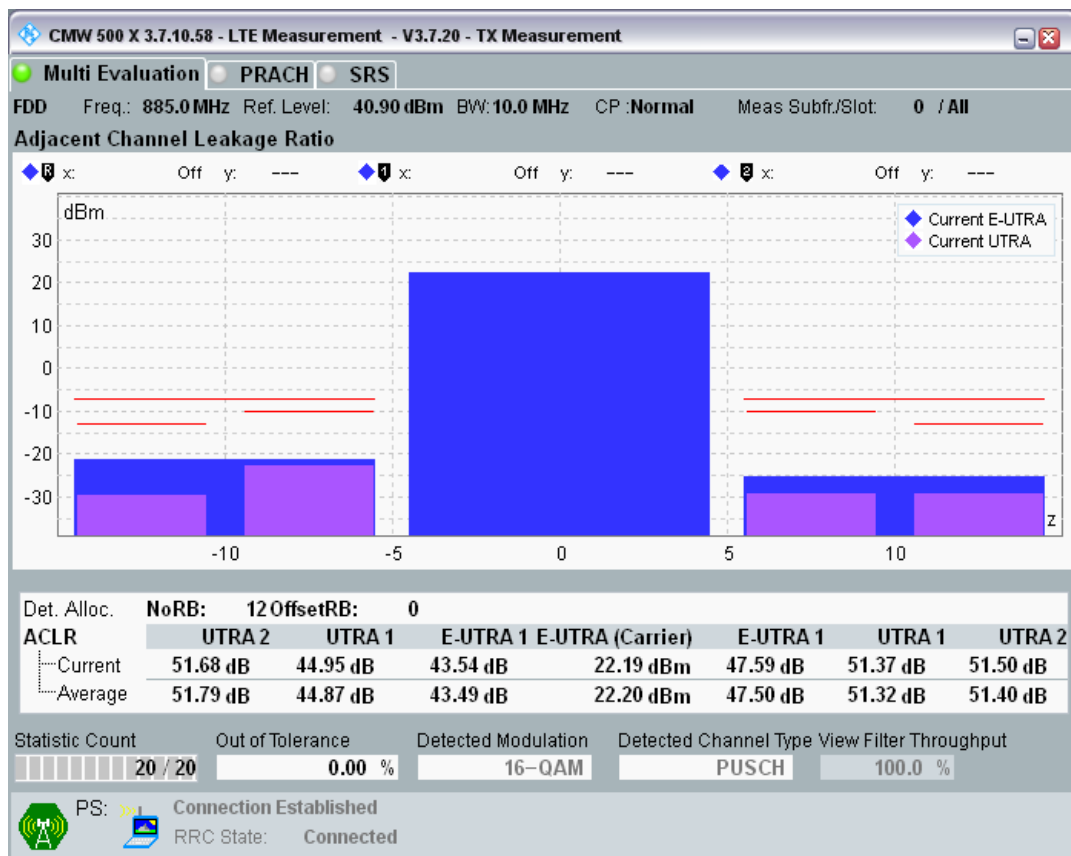 CMW 500 X 3.7.10.58 - LTE Measurement - V3.7.20 - TX Measurement
Multi Evaluation PRACH SRS
FDD Freq.: 885.0 MHz Ref. Level: 40.90 dBm BW: 10.0 MHz CP :Normal Meas Subfr./Slot: 0 / All
Adjacent Channel Leakage Ratio
R x: Off y: --- 1 x: Off y: --- 2 x: Off y: ---
dBm
Current E-UTRA
Current UTRA
30
20
10
0
-10
-20
-30
z
-10 -5 0 5 10
Det. Alloc. NoRB: 12 OffsetRB: 0
ACLR UTRA 2 UTRA 1 E-UTRA 1 E-UTRA (Carrier) E-UTRA 1 UTRA 1 UTRA 2
Current 51.68 dB 44.95 dB 43.54 dB 22.19 dBm 47.59 dB 51.37 dB 51.50 dB
Average 51.79 dB 44.87 dB 43.49 dB 22.20 dBm 47.50 dB 51.32 dB 51.40 dB
Statistic Count Out of Tolerance Detected Modulation Detected Channel Type View Filter Throughput
20 / 20 0.00 % 16-QAM PUSCH 100.0 %
PS: Connection Established
RRC State: Connected